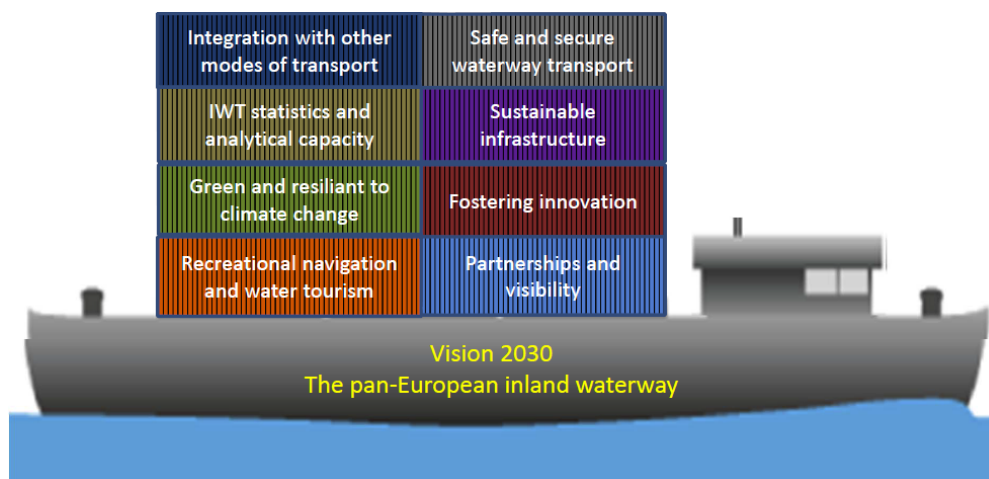 Integration with other
modes of transport
Safe and secure
waterway transport
IWT statistics and
analytical capacity
Sustainable
infrastructure
Green and resiliant to
climate change
Fostering innovation
Recreational navigation
and water tourism
Partnerships and
visibility
Vision 2030
The pan-European inland waterway